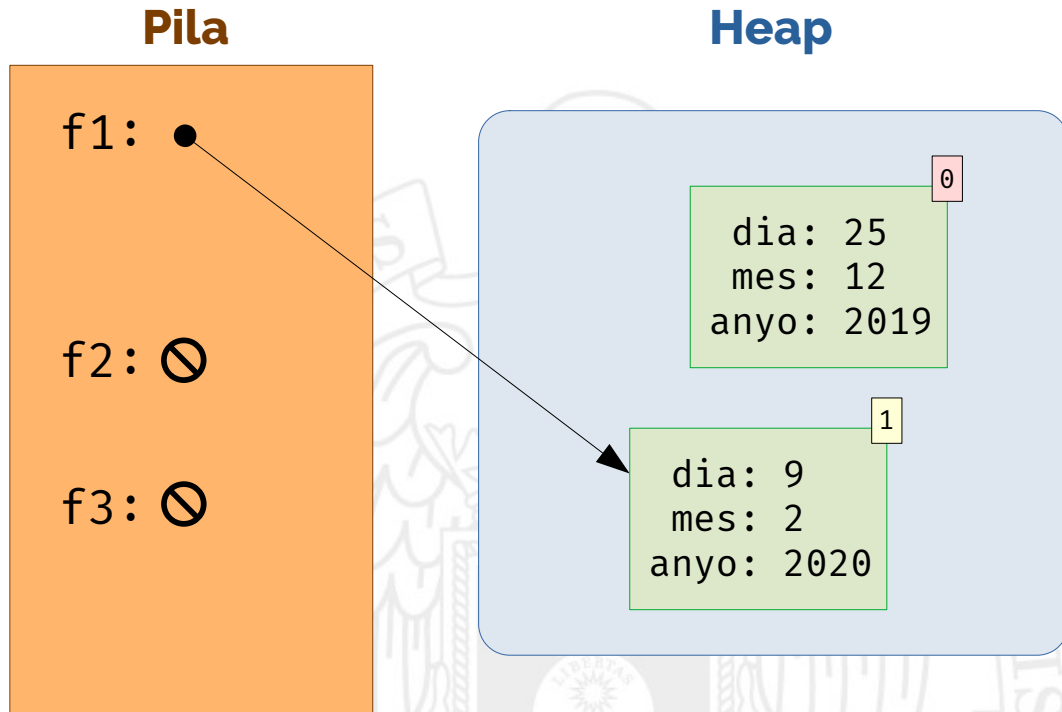 Pila
Heap
f1:
0
dia: 25
mes: 12
anyo: 2019
f2:
1
dia: 9
mes: 2
anyo: 2020
f3:
LIBERTAS